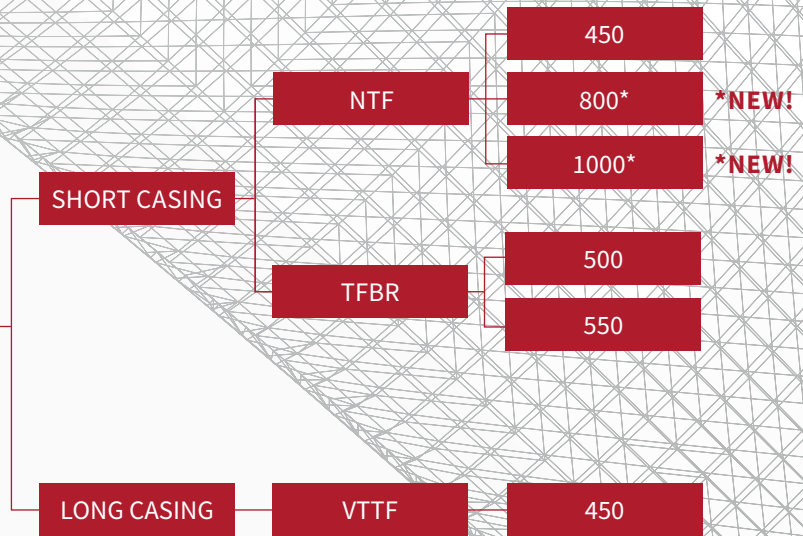 450
NTF
800*
*NEW!
1000*
*NEW!
SHORT CASING
500
TFBR
550
LONG CASING
VTTF
450